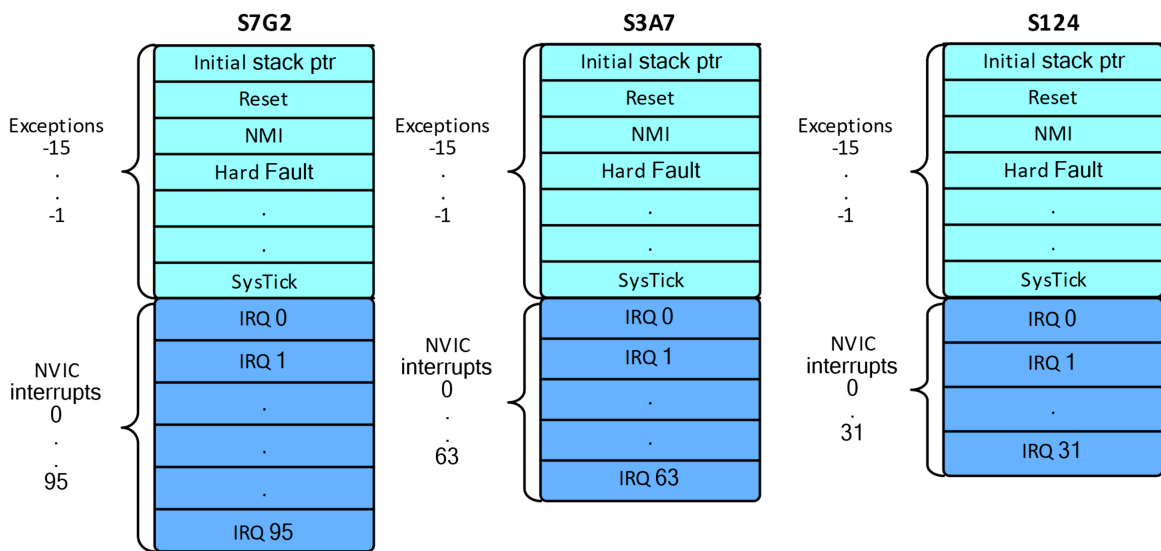 S7G2
Exceptions
-15
.
.
-1
Initial stack ptr
Reset
NMI
Hard Fault
.
.
SysTick
NVIC
interrupts
0
.
.
95
IRQ 0
IRQ 1
.
.
.
IRQ 95
S3A7
Exceptions
-15
.
.
-1
Initial stack ptr
Reset
NMI
Hard Fault
.
.
SysTick
NVIC
interrupts
0
.
.
63
IRQ 0
IRQ 1
.
.
IRQ 63
S124
Exceptions
-15
.
.
-1
Initial stack ptr
Reset
NMI
Hard Fault
.
.
SysTick
NVIC
interrupts
0
.
31
IRQ 0
IRQ 1
.
IRQ 31